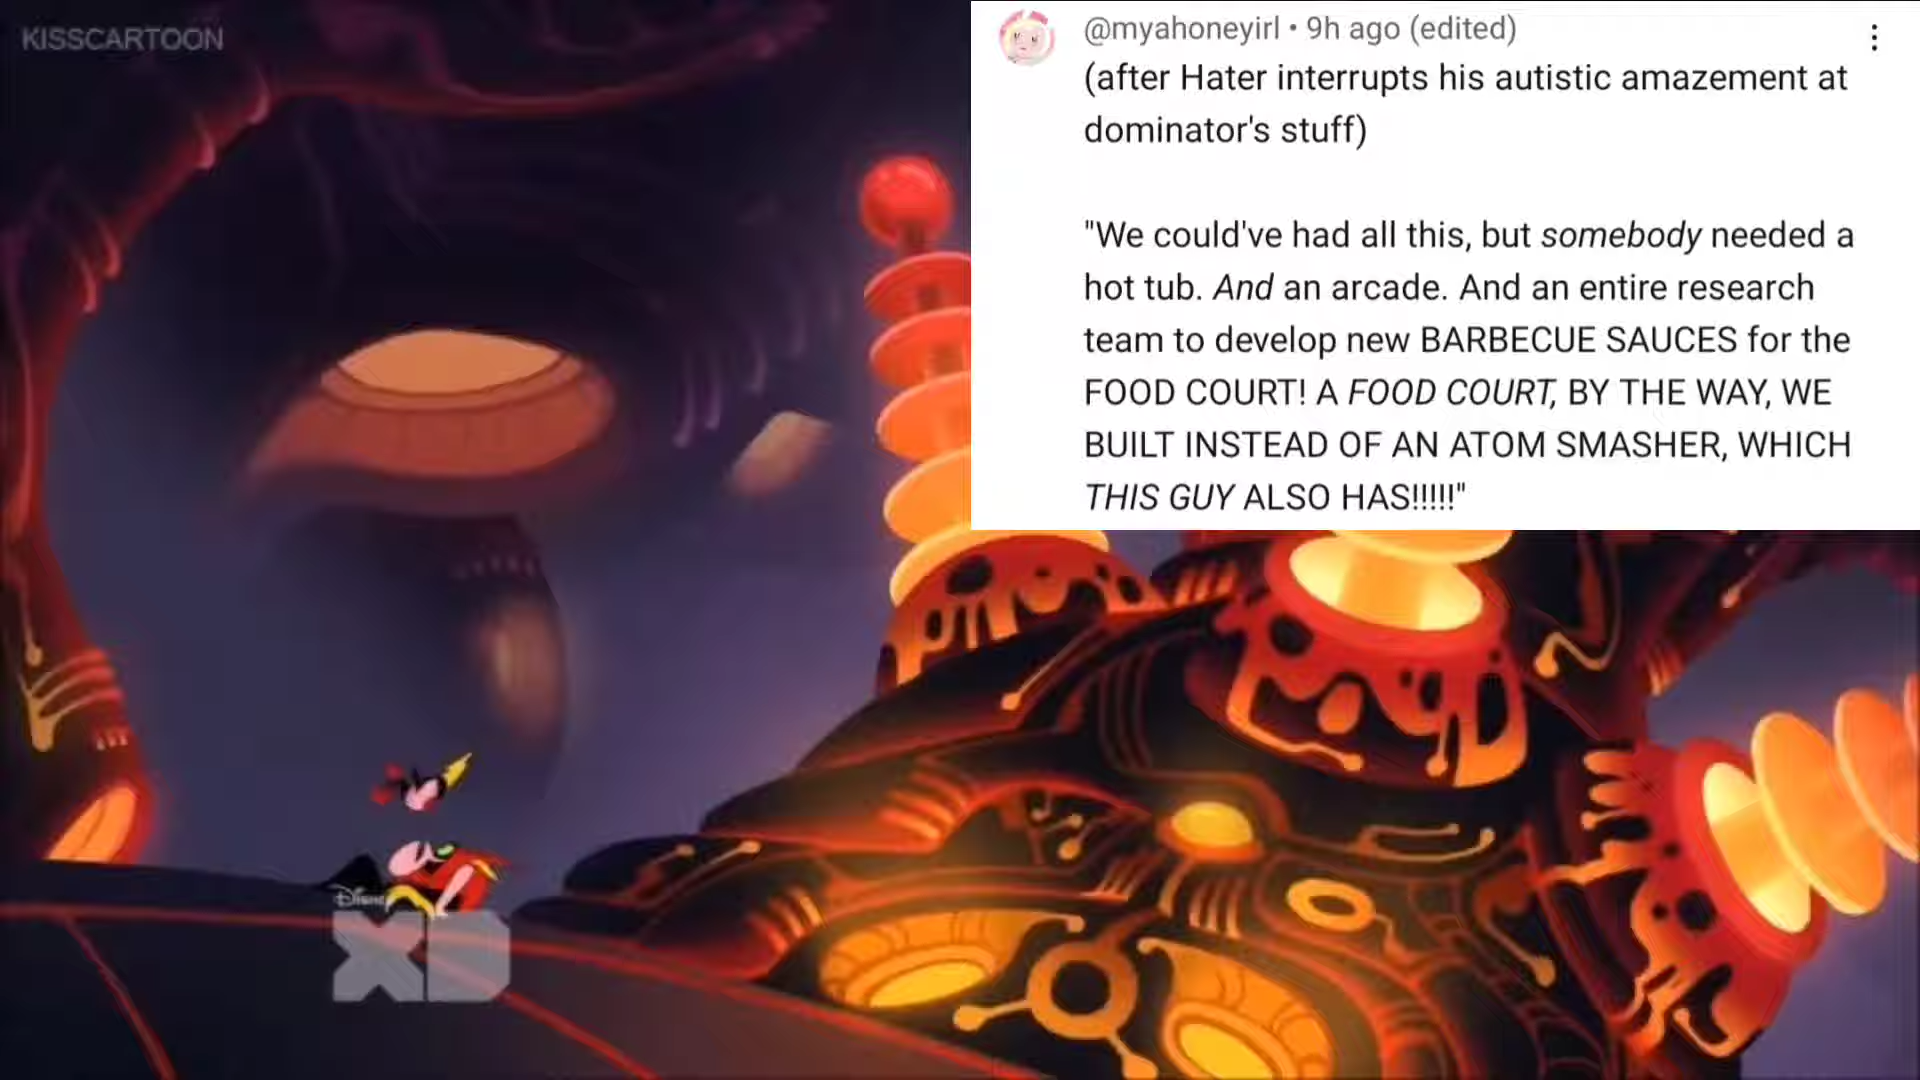 KISSCARTOON
@myahoneyirl • 9h ago (edited)
(after Hater interrupts his autistic amazement at
dominator's stuff)
"We could've had all this, but somebody needed a
hot tub. And an arcade. And an entire research
team to develop new BARBECUE SAUCES for the
FOOD COURT! A FOOD COURT, BY THE WAY, WE
BUILT INSTEAD OF AN ATOM SMASHER, WHICH
THIS GUY ALSO HAS!!!!!"
Disney
XD